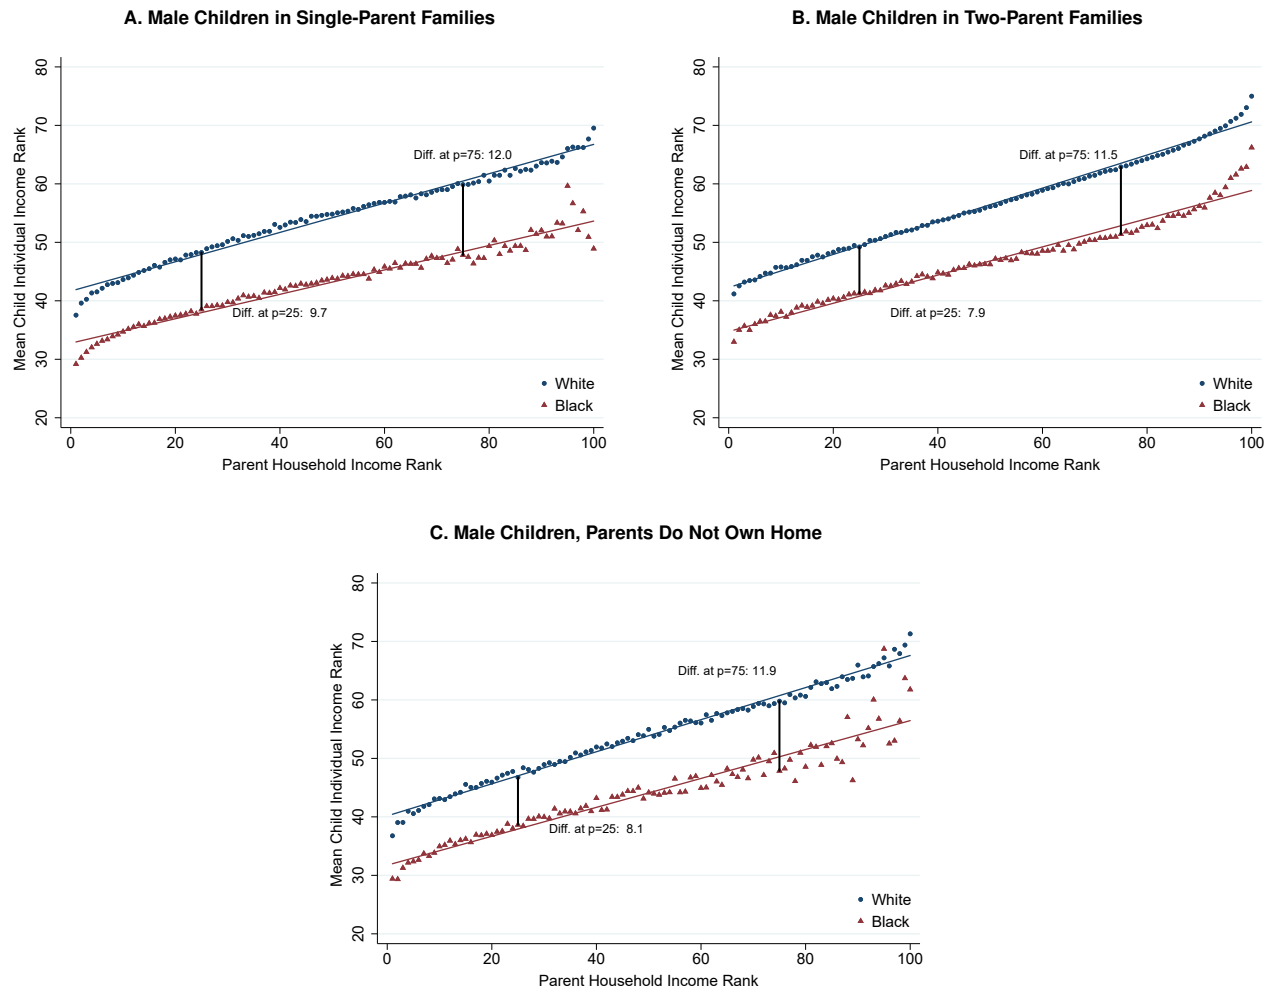 A. Male Children in Single-Parent Families
Mean Child Individual Income Rank
80
70
60
50
40
30
20
Diff. at p=75: 12.0
Diff. at p=25: 9.7
White
Black
0 20 40 60 80 100
Parent Household Income Rank
B. Male Children in Two-Parent Families
Mean Child Individual Income Rank
80
70
60
50
40
30
20
Diff. at p=75: 11.5
Diff. at p=25: 7.9
White
Black
0 20 40 60 80 100
Parent Household Income Rank
C. Male Children, Parents Do Not Own Home
Mean Child Individual Income Rank
80
70
60
50
40
30
20
Diff. at p=75: 11.9
Diff. at p=25: 8.1
White
Black
0 20 40 60 80 100
Parent Household Income Rank